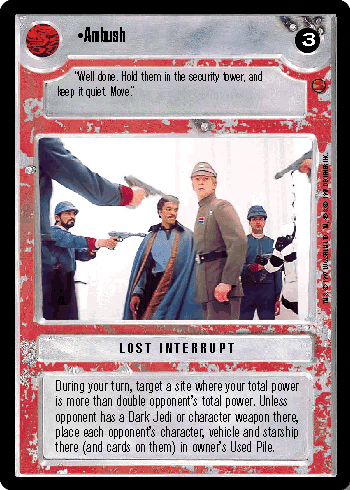 •Ambush
3
"Well done. Hold them in the security tower, and
keep it quiet. Move."
LOST INTERRUPT
During your turn, target a site where your total power
is more than double opponent's total power. Unless
opponent has a Dark Jedi or character weapon there,
place each opponent's character, vehicle and starship
there (and cards on them) in owner's Used Pile.